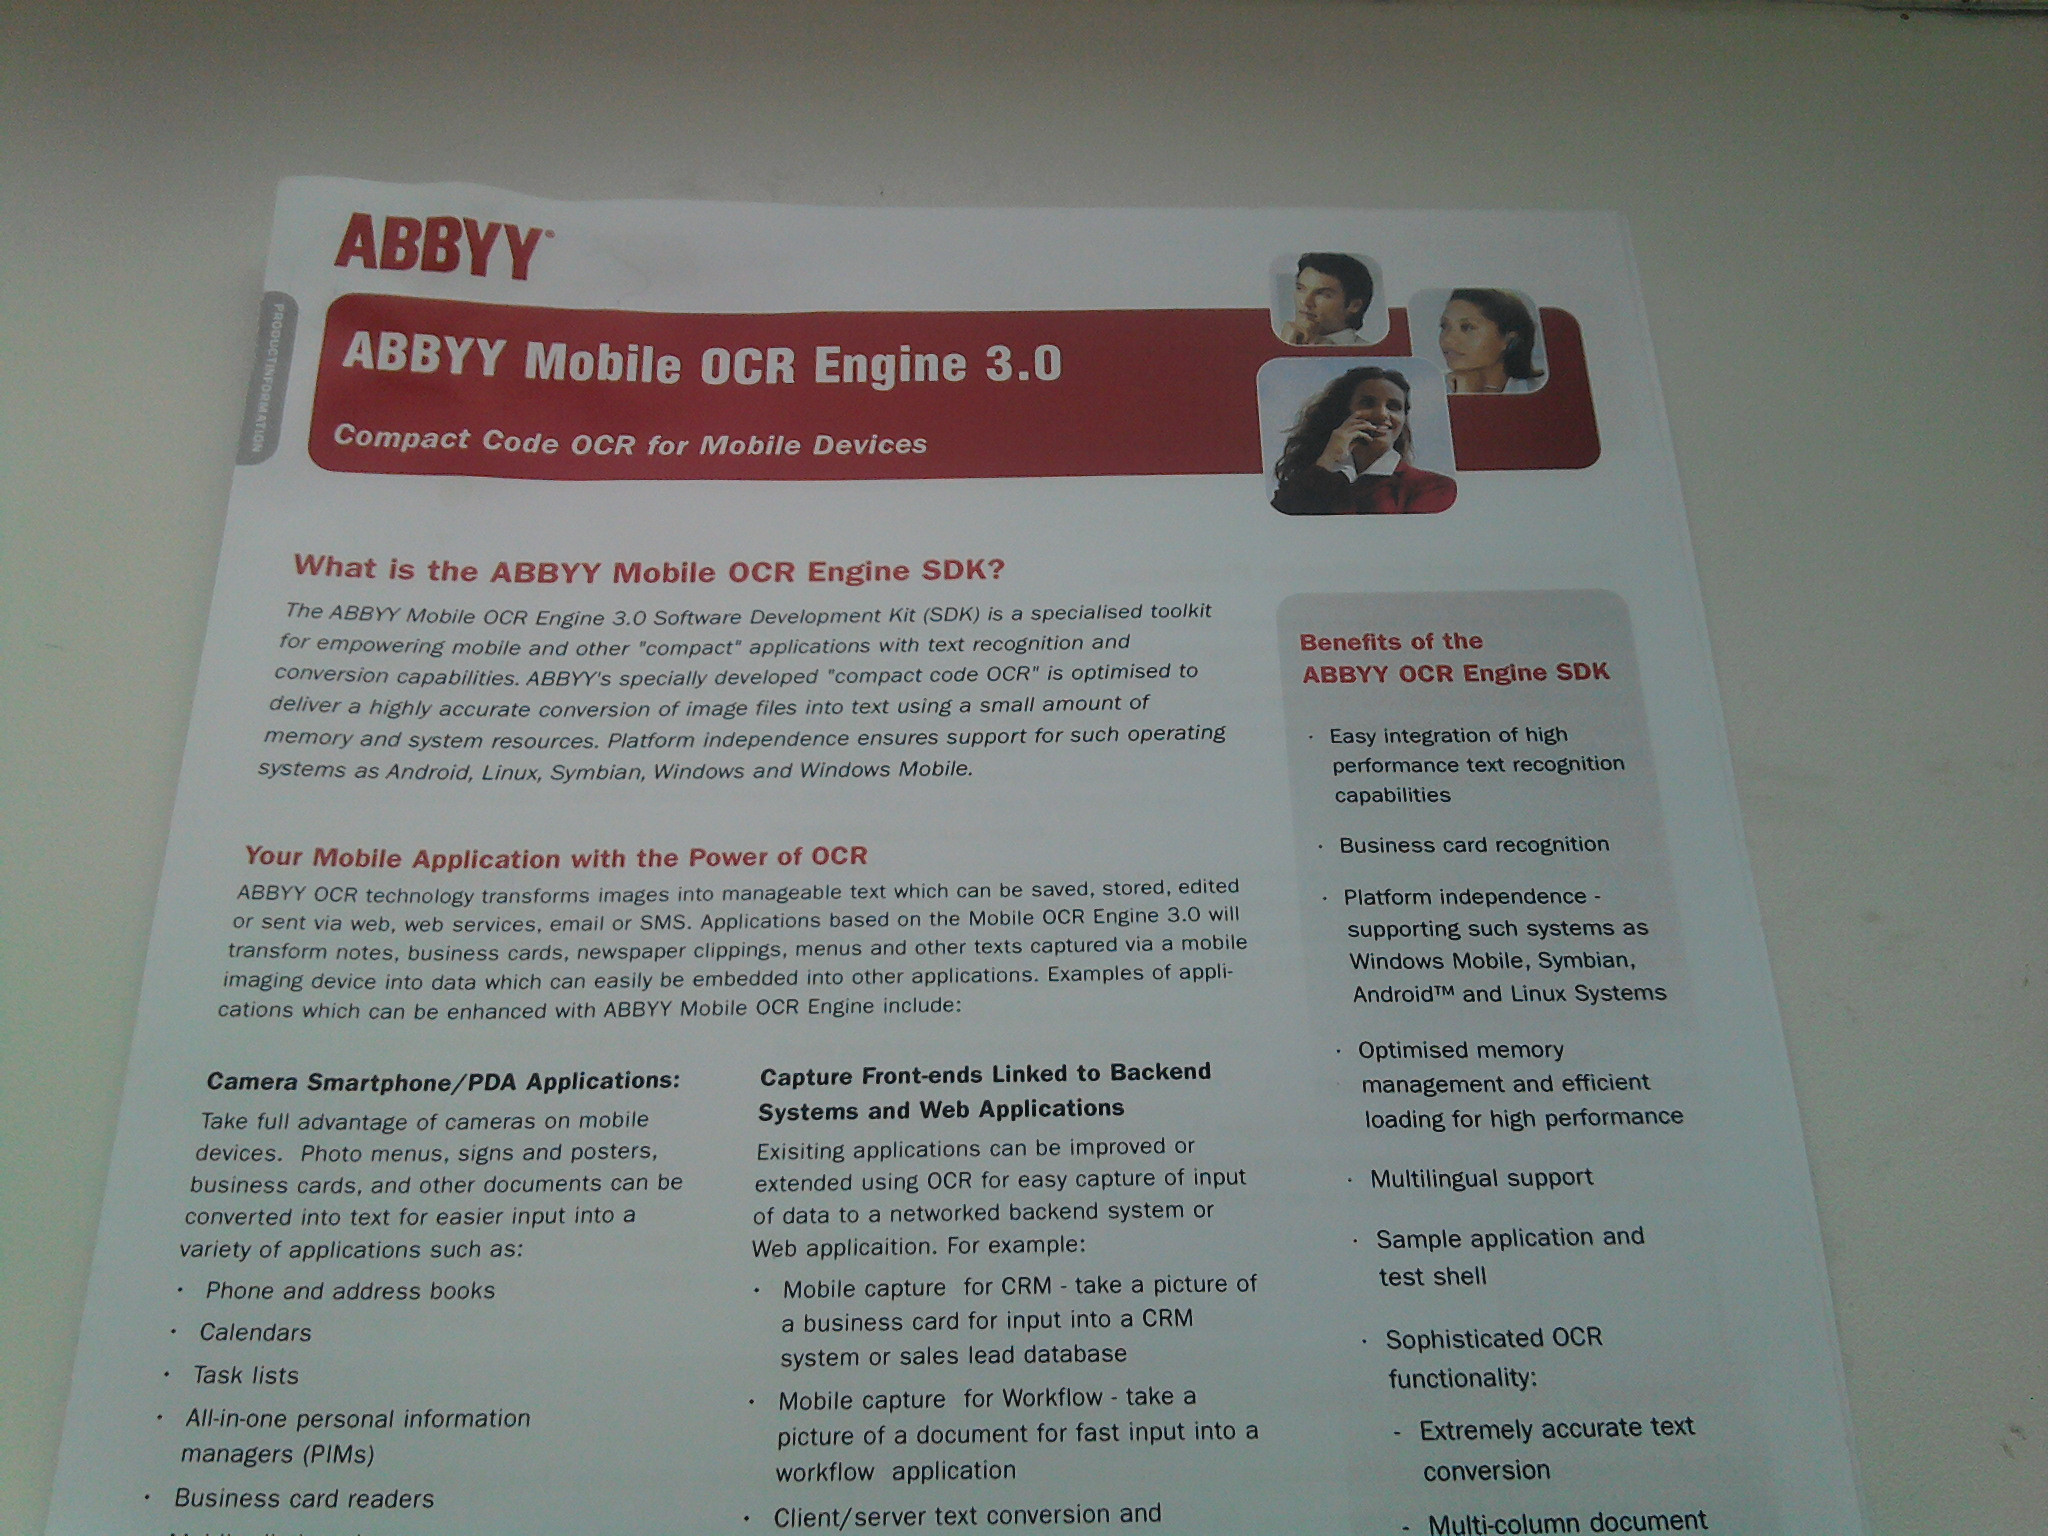 ABBYY®
PRODUCTINFORMATION
ABBYY Mobile OCR Engine 3.0
Compact Code OCR for Mobile Devices
What is the ABBYY Mobile OCR Engine SDK?
The ABBYY Mobile OCR Engine 3.0 Software Development Kit (SDK) is a specialised toolkit
for empowering mobile and other "compact" applications with text recognition and
conversion capabilities. ABBYY's specially developed "compact code OCR" is optimised to
deliver a highly accurate conversion of image files into text using a small amount of
memory and system resources. Platform independence ensures support for such operating
systems as Android, Linux, Symbian, Windows and Windows Mobile.
Your Mobile Application with the Power of OCR
ABBYY OCR technology transforms images into manageable text which can be saved, stored, edited
or sent via web, web services, email or SMS. Applications based on the Mobile OCR Engine 3.0 will
transform notes, business cards, newspaper clippings, menus and other texts captured via a mobile
imaging device into data which can easily be embedded into other applications. Examples of appli-
cations which can be enhanced with ABBYY Mobile OCR Engine include:
Camera Smartphone/PDA Applications:
Take full advantage of cameras on mobile
devices. Photo menus, signs and posters,
business cards, and other documents can be
converted into text for easier input into a
variety of applications such as:
· Phone and address books
· Calendars
· Task lists
· All-in-one personal information
managers (PIMs)
· Business card readers
Capture Front-ends Linked to Backend
Systems and Web Applications
Exisiting applications can be improved or
extended using OCR for easy capture of input
of data to a networked backend system or
Web applicaition. For example:
· Mobile capture for CRM - take a picture of
a business card for input into a CRM
system or sales lead database
· Mobile capture for Workflow - take a
picture of a document for fast input into a
workflow application
· Client/server text conversion and
Benefits of the
ABBYY OCR Engine SDK
· Easy integration of high
performance text recognition
capabilities
· Business card recognition
· Platform independence -
supporting such systems as
Windows Mobile, Symbian,
Android™ and Linux Systems
· Optimised memory
management and efficient
loading for high performance
· Multilingual support
· Sample application and
test shell
· Sophisticated OCR
functionality:
- Extremely accurate text
conversion
- Multi-column document